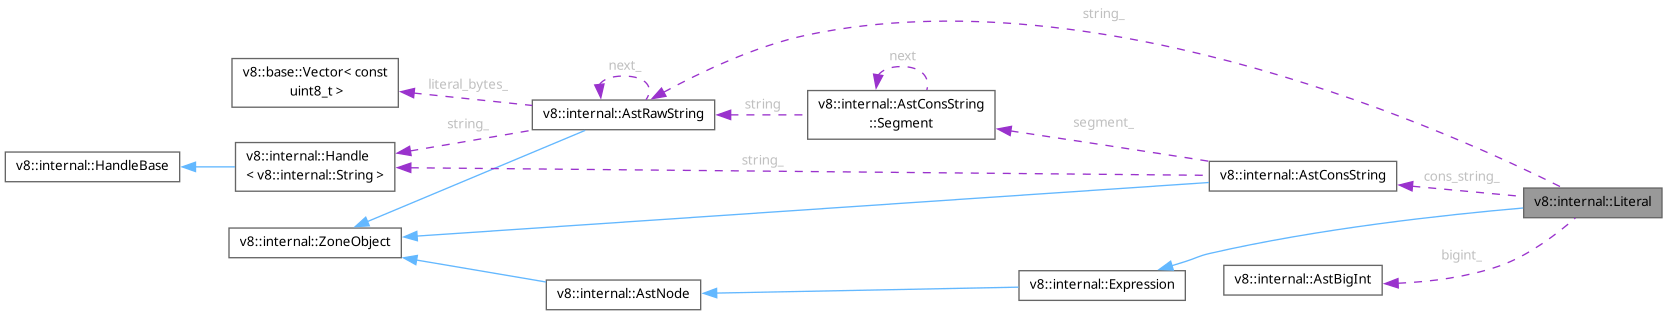 string_
v8::base::Vector< const
uint8_t >
literal_bytes_
next_
next
v8::internal::AstRawString
string
v8::internal::AstConsString
::Segment
segment_
string_
v8::internal::HandleBase
v8::internal::Handle
< v8::internal::String >
string_
v8::internal::AstConsString
cons_string_
v8::internal::Literal
v8::internal::ZoneObject
v8::internal::AstNode
v8::internal::Expression
v8::internal::AstBigInt
bigint_